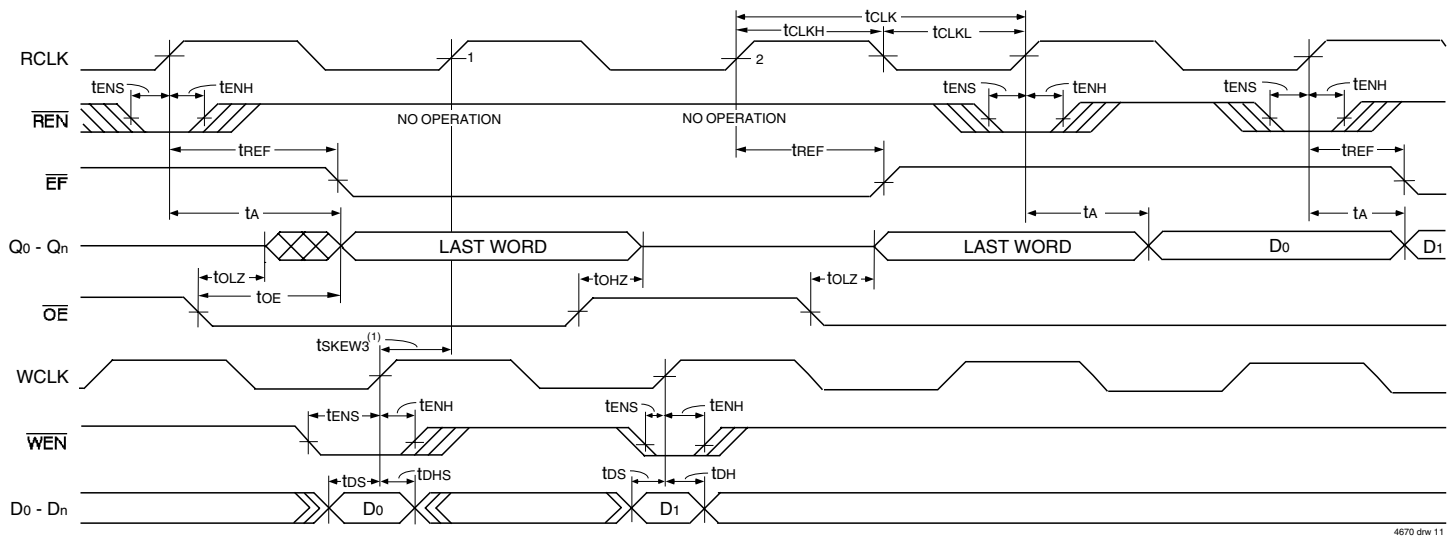 tCLK
tCLKH tCLKL
RCLK 1 2
tENS tENH tENS tENH tENS tENH
REN NO OPERATION NO OPERATION
tREF tREF tREF
EF
tA tA tA
Q0 - Qn LAST WORD LAST WORD D0 D1
tOLZ tOHZ tOLZ
tOE
OE
tSKEW3(1)
WCLK
tENS tENH tENS tENH
WEN
tDS tDHS tDS tDH
D0 - Dn D0 D1
4670 drw 11